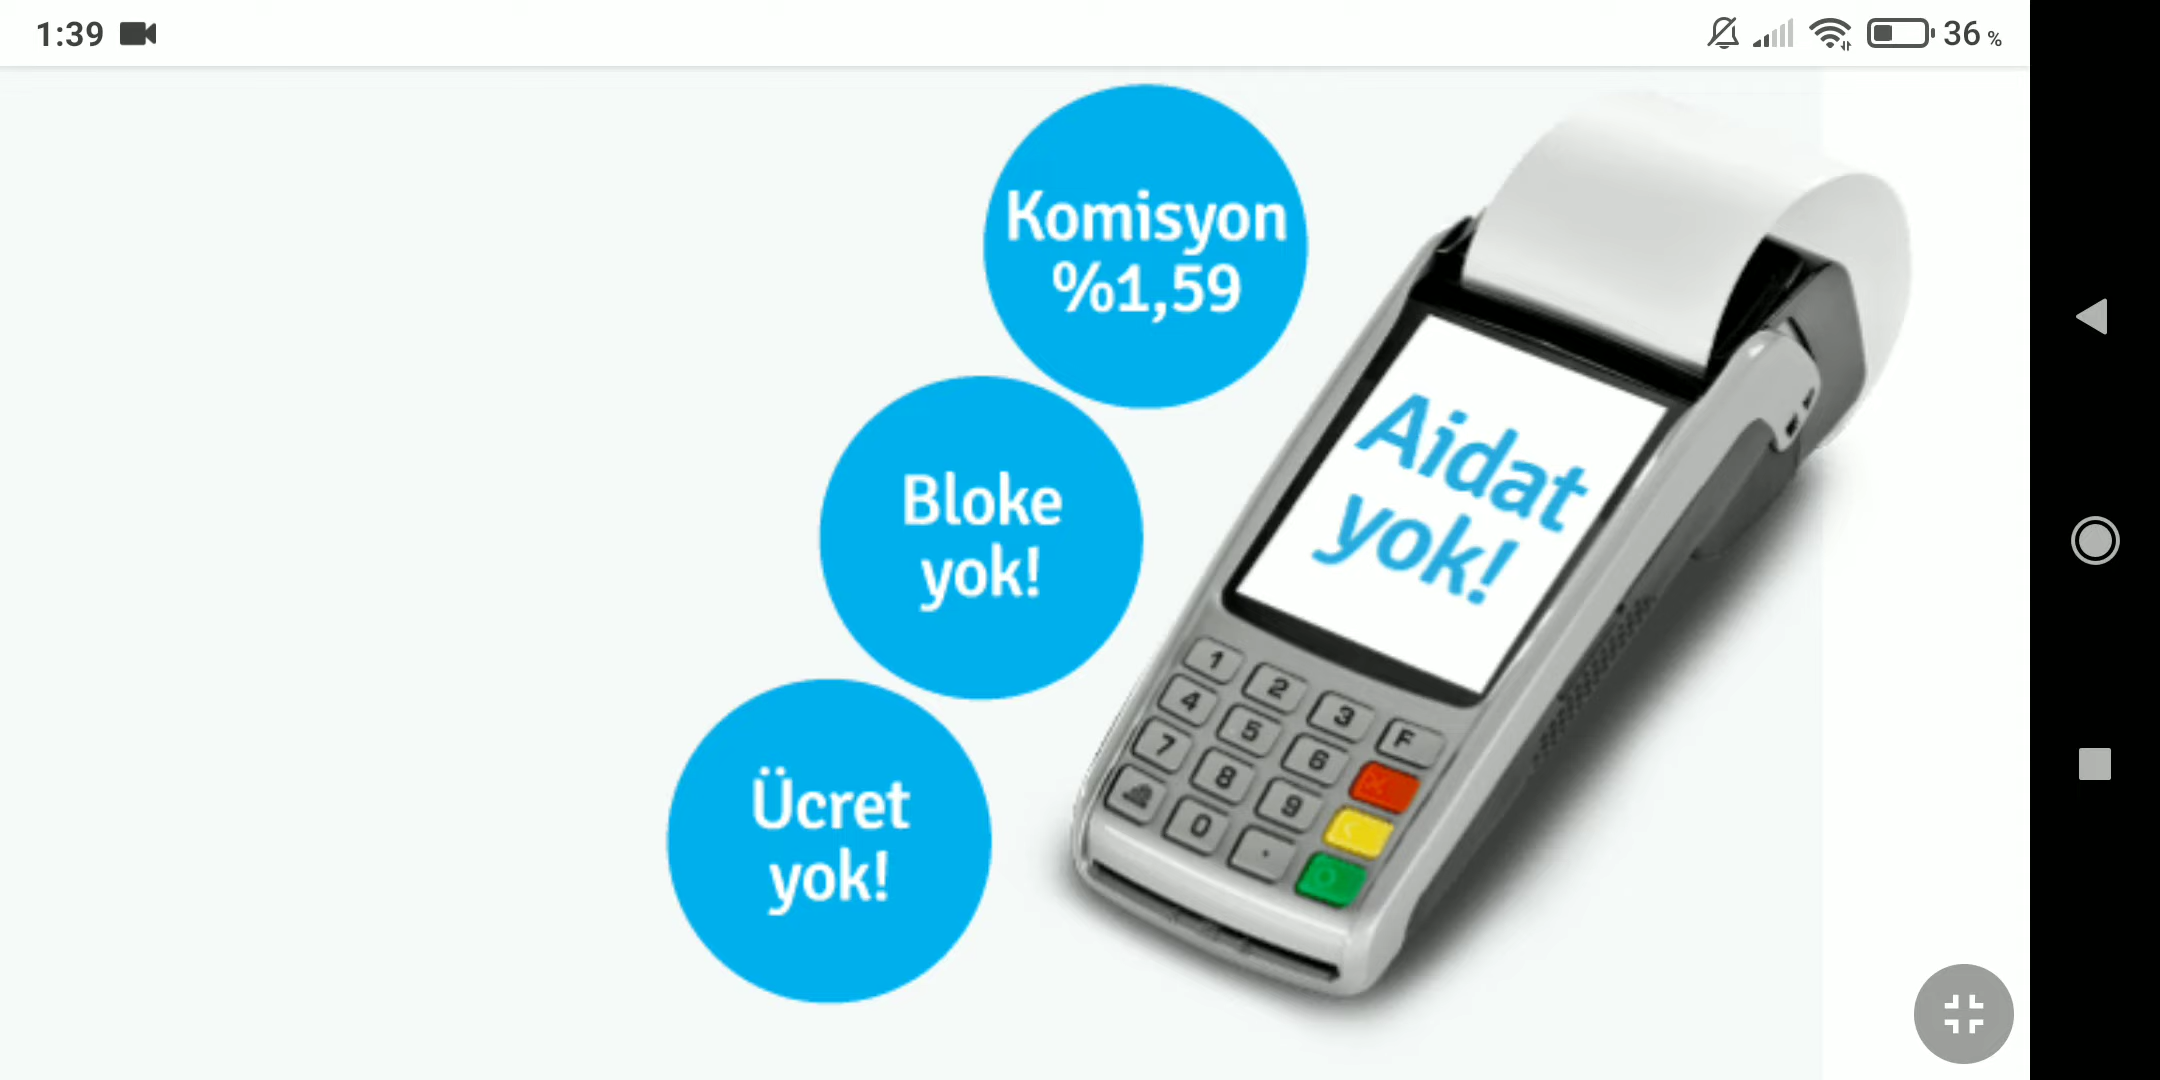 1:39
36 %
Komisyon
%1,59
Bloke
yok!
Ücret
yok!
Aidat
yok!
1 2 3 F
4 5 6
7 8 9
0 .